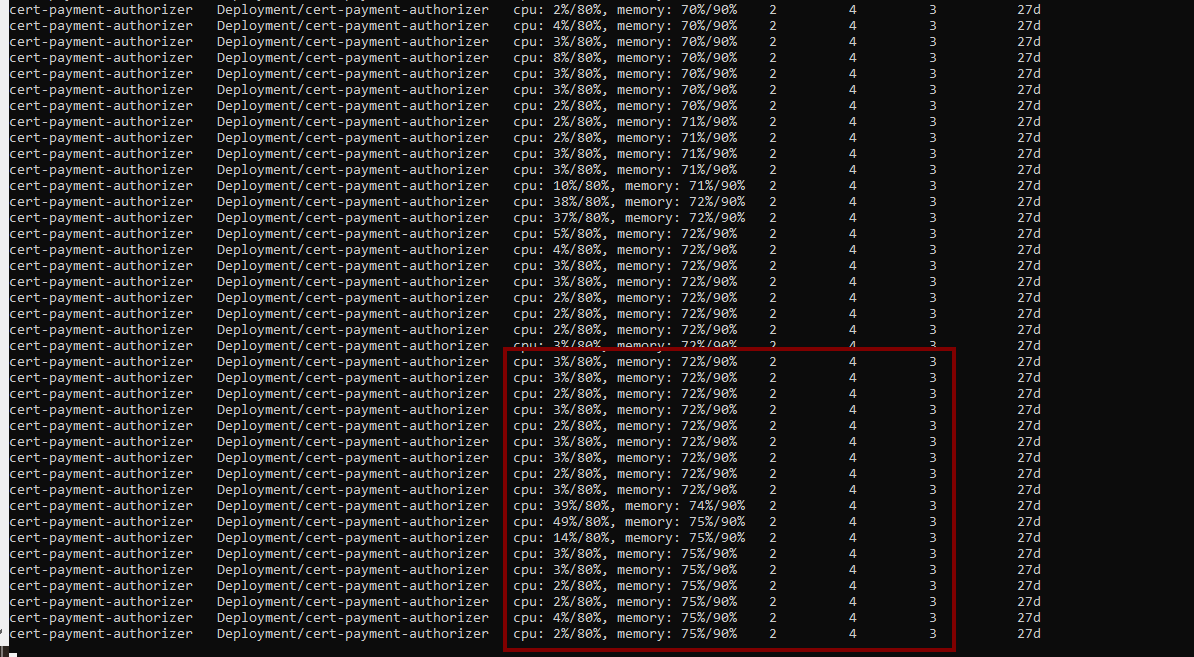 cert-payment-authorizer Deployment/cert-payment-authorizer cpu: 2%/80%, memory: 70%/90% 2 4 3 27d
cert-payment-authorizer Deployment/cert-payment-authorizer cpu: 4%/80%, memory: 70%/90% 2 4 3 27d
cert-payment-authorizer Deployment/cert-payment-authorizer cpu: 3%/80%, memory: 70%/90% 2 4 3 27d
cert-payment-authorizer Deployment/cert-payment-authorizer cpu: 8%/80%, memory: 70%/90% 2 4 3 27d
cert-payment-authorizer Deployment/cert-payment-authorizer cpu: 3%/80%, memory: 70%/90% 2 4 3 27d
cert-payment-authorizer Deployment/cert-payment-authorizer cpu: 3%/80%, memory: 70%/90% 2 4 3 27d
cert-payment-authorizer Deployment/cert-payment-authorizer cpu: 2%/80%, memory: 70%/90% 2 4 3 27d
cert-payment-authorizer Deployment/cert-payment-authorizer cpu: 2%/80%, memory: 71%/90% 2 4 3 27d
cert-payment-authorizer Deployment/cert-payment-authorizer cpu: 2%/80%, memory: 71%/90% 2 4 3 27d
cert-payment-authorizer Deployment/cert-payment-authorizer cpu: 3%/80%, memory: 71%/90% 2 4 3 27d
cert-payment-authorizer Deployment/cert-payment-authorizer cpu: 3%/80%, memory: 71%/90% 2 4 3 27d
cert-payment-authorizer Deployment/cert-payment-authorizer cpu: 10%/80%, memory: 71%/90% 2 4 3 27d
cert-payment-authorizer Deployment/cert-payment-authorizer cpu: 38%/80%, memory: 72%/90% 2 4 3 27d
cert-payment-authorizer Deployment/cert-payment-authorizer cpu: 37%/80%, memory: 72%/90% 2 4 3 27d
cert-payment-authorizer Deployment/cert-payment-authorizer cpu: 5%/80%, memory: 72%/90% 2 4 3 27d
cert-payment-authorizer Deployment/cert-payment-authorizer cpu: 4%/80%, memory: 72%/90% 2 4 3 27d
cert-payment-authorizer Deployment/cert-payment-authorizer cpu: 3%/80%, memory: 72%/90% 2 4 3 27d
cert-payment-authorizer Deployment/cert-payment-authorizer cpu: 3%/80%, memory: 72%/90% 2 4 3 27d
cert-payment-authorizer Deployment/cert-payment-authorizer cpu: 2%/80%, memory: 72%/90% 2 4 3 27d
cert-payment-authorizer Deployment/cert-payment-authorizer cpu: 2%/80%, memory: 72%/90% 2 4 3 27d
cert-payment-authorizer Deployment/cert-payment-authorizer cpu: 2%/80%, memory: 72%/90% 2 4 3 27d
cert-payment-authorizer Deployment/cert-payment-authorizer cpu: 3%/80%, memory: 72%/90% 2 4 3 27d
cert-payment-authorizer Deployment/cert-payment-authorizer cpu: 3%/80%, memory: 72%/90% 2 4 3 27d
cert-payment-authorizer Deployment/cert-payment-authorizer cpu: 3%/80%, memory: 72%/90% 2 4 3 27d
cert-payment-authorizer Deployment/cert-payment-authorizer cpu: 2%/80%, memory: 72%/90% 2 4 3 27d
cert-payment-authorizer Deployment/cert-payment-authorizer cpu: 3%/80%, memory: 72%/90% 2 4 3 27d
cert-payment-authorizer Deployment/cert-payment-authorizer cpu: 2%/80%, memory: 72%/90% 2 4 3 27d
cert-payment-authorizer Deployment/cert-payment-authorizer cpu: 3%/80%, memory: 72%/90% 2 4 3 27d
cert-payment-authorizer Deployment/cert-payment-authorizer cpu: 3%/80%, memory: 72%/90% 2 4 3 27d
cert-payment-authorizer Deployment/cert-payment-authorizer cpu: 2%/80%, memory: 72%/90% 2 4 3 27d
cert-payment-authorizer Deployment/cert-payment-authorizer cpu: 3%/80%, memory: 72%/90% 2 4 3 27d
cert-payment-authorizer Deployment/cert-payment-authorizer cpu: 39%/80%, memory: 74%/90% 2 4 3 27d
cert-payment-authorizer Deployment/cert-payment-authorizer cpu: 49%/80%, memory: 75%/90% 2 4 3 27d
cert-payment-authorizer Deployment/cert-payment-authorizer cpu: 14%/80%, memory: 75%/90% 2 4 3 27d
cert-payment-authorizer Deployment/cert-payment-authorizer cpu: 3%/80%, memory: 75%/90% 2 4 3 27d
cert-payment-authorizer Deployment/cert-payment-authorizer cpu: 3%/80%, memory: 75%/90% 2 4 3 27d
cert-payment-authorizer Deployment/cert-payment-authorizer cpu: 2%/80%, memory: 75%/90% 2 4 3 27d
cert-payment-authorizer Deployment/cert-payment-authorizer cpu: 2%/80%, memory: 75%/90% 2 4 3 27d
cert-payment-authorizer Deployment/cert-payment-authorizer cpu: 4%/80%, memory: 75%/90% 2 4 3 27d
cert-payment-authorizer Deployment/cert-payment-authorizer cpu: 2%/80%, memory: 75%/90% 2 4 3 27d